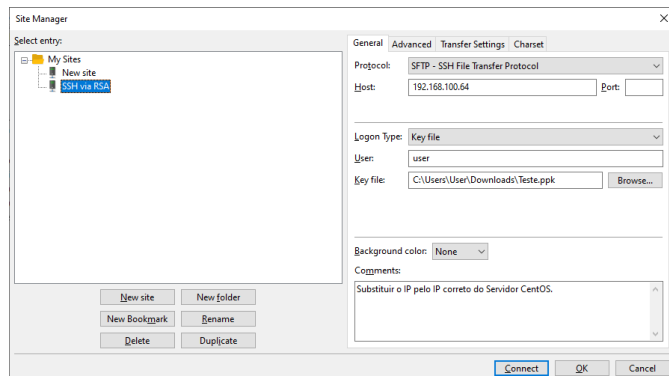 Site Manager
Select entry:
My Sites
New site
SSH via RSA
New site
New folder
New Bookmark
Rename
Delete
Duplicate
General Advanced Transfer Settings Charset
Protocol: SFTP - SSH File Transfer Protocol
Host: 192.168.100.64 Port:
Logon Type: Key file
User: user
Key file: C:\Users\User\Downloads\Teste.ppk Browse...
Background color: None
Comments:
Substituir o IP pelo IP correto do Servidor CentOS.
Connect OK Cancel